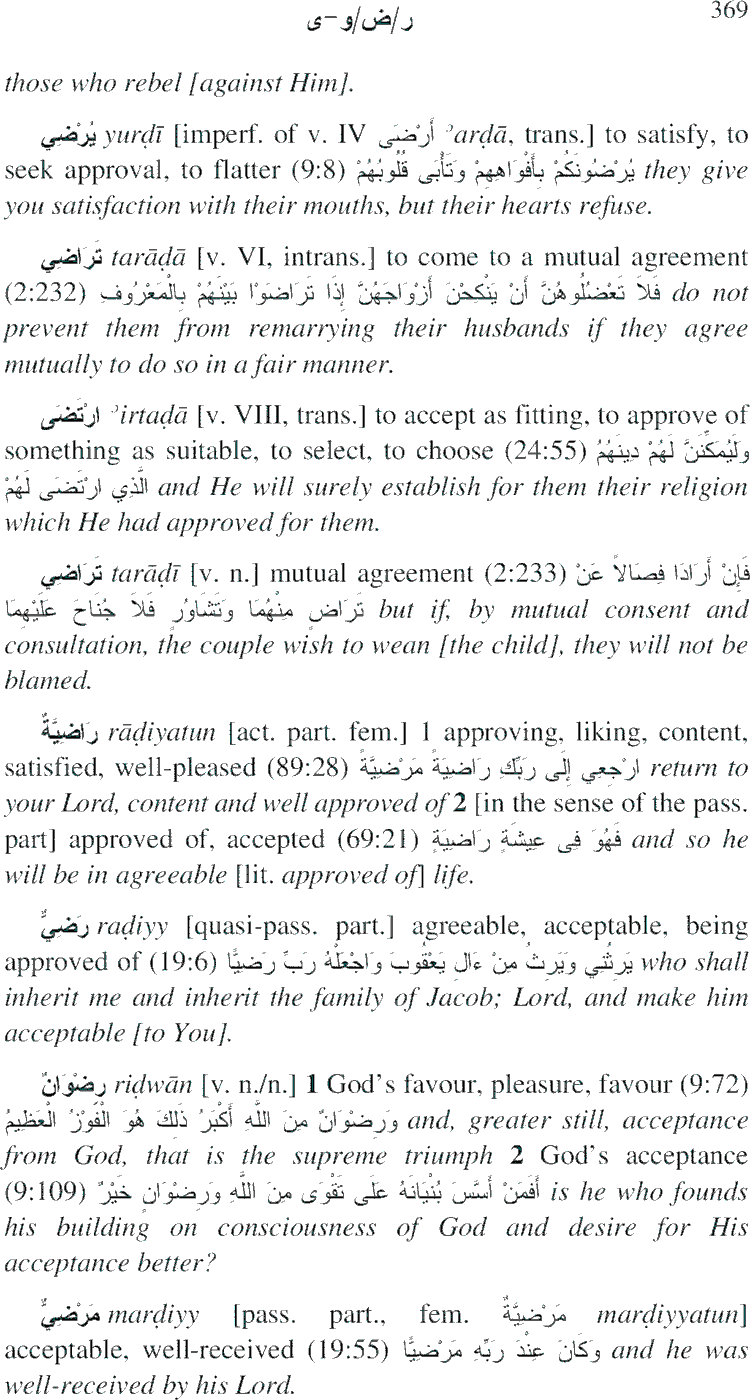 ر/ض/و-ى 369
those who rebel [against Him].
يُرْضِي yurḍī [imperf. of v. IV أَرْضَى ʾarḍā, trans.] to satisfy, to
seek approval, to flatter (9:8) يُرْضُونَكُمْ بِأَفْوَاهِهِمْ وَتَأْبَى قُلُوبُهُمْ they give
you satisfaction with their mouths, but their hearts refuse.
تَرَاضِي tarāḍā [v. VI, intrans.] to come to a mutual agreement
(2:232) فَلاَ تَعْضُلُوهُنَّ أَنْ يَنْكِحْنَ أَزْوَاجَهُنَّ إِذَا تَرَاضَوْا بَيْنَهُمْ بِالْمَعْرُوفِ do not
prevent them from remarrying their husbands if they agree
mutually to do so in a fair manner.
ارْتَضَى ʾirtaḍā [v. VIII, trans.] to accept as fitting, to approve of
something as suitable, to select, to choose (24:55) وَلَيُمَكِّنَنَّ لَهُمْ دِينَهُمُ
الَّذِي ارْتَضَى لَهُمْ and He will surely establish for them their religion
which He had approved for them.
تَرَاضِي tarāḍī [v. n.] mutual agreement (2:233) فَإِنْ أَرَادَا فِصَالاً عَنْ
تَرَاضٍ مِنْهُمَا وَتَشَاوُرٍ فَلاَ جُنَاحَ عَلَيْهِمَا but if, by mutual consent and
consultation, the couple wish to wean [the child], they will not be
blamed.
رَاضِيَّةٌ rāḍiyatun [act. part. fem.] 1 approving, liking, content,
satisfied, well-pleased (89:28) ارْجِعِي إِلَى رَبِّكِ رَاضِيَةً مَرْضِيَّةً return to
your Lord, content and well approved of 2 [in the sense of the pass.
part] approved of, accepted (69:21) فَهُوَ فِى عِيشَةٍ رَاضِيَةٍ and so he
will be in agreeable [lit. approved of] life.
رَضِيٌّ raḍiyy [quasi-pass. part.] agreeable, acceptable, being
approved of (19:6) يَرِثُنِي وَيَرِثُ مِنْ ءَالِ يَعْقُوبَ وَاجْعَلْهُ رَبِّ رَضِيًّا who shall
inherit me and inherit the family of Jacob; Lord, and make him
acceptable [to You].
رِضْوَانٌ riḍwān [v. n./n.] 1 God's favour, pleasure, favour (9:72)
وَرِضْوَانٌ مِنَ اللَّهِ أَكْبَرُ ذَلِكَ هُوَ الْفَوْزُ الْعَظِيمُ and, greater still, acceptance
from God, that is the supreme triumph 2 God's acceptance
(9:109) أَفَمَنْ أَسَّسَ بُنْيَانَهُ عَلَى تَقْوَى مِنَ اللَّهِ وَرِضْوَانٍ خَيْرٌ is he who founds
his building on consciousness of God and desire for His
acceptance better?
مَرْضِيٌّ marḍiyy [pass. part., fem. مَرْضِيَّةٌ marḍiyyatun]
acceptable, well-received (19:55) وَكَانَ عِنْدَ رَبِّهِ مَرْضِيًّا and he was
well-received by his Lord.